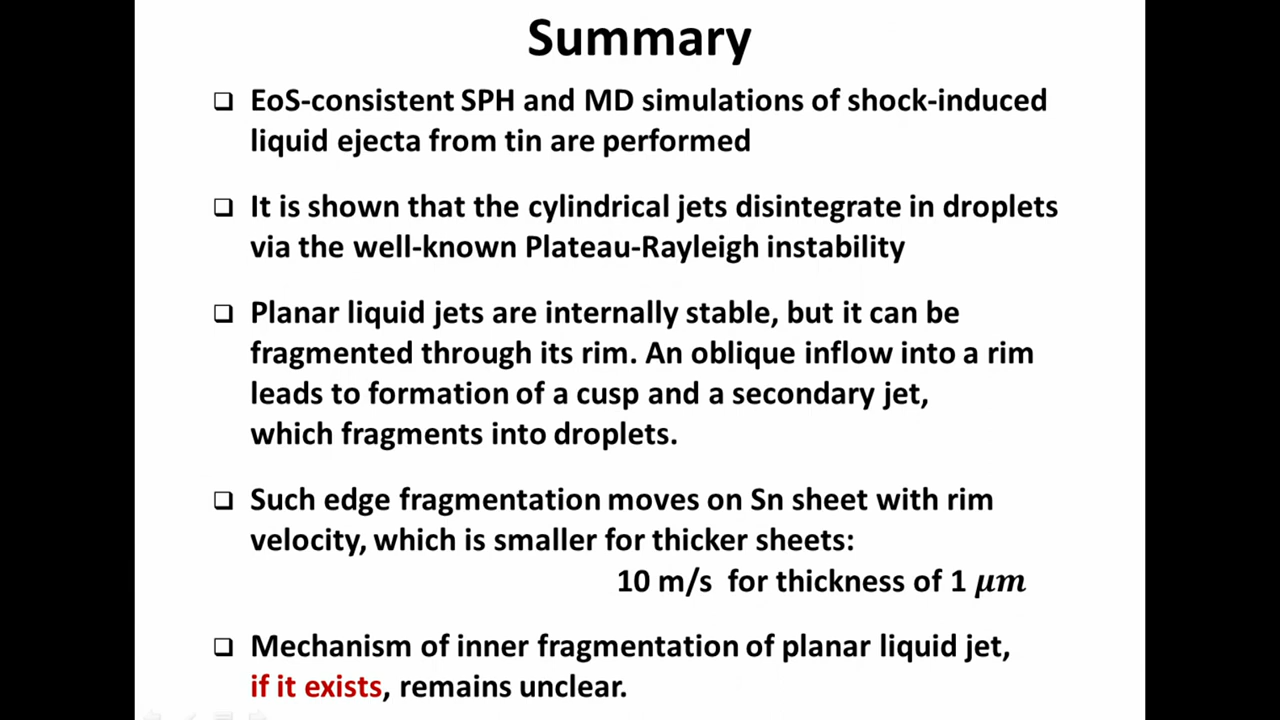 Summary
❑ EoS-consistent SPH and MD simulations of shock-induced
liquid ejecta from tin are performed
❑ It is shown that the cylindrical jets disintegrate in droplets
via the well-known Plateau-Rayleigh instability
❑ Planar liquid jets are internally stable, but it can be
fragmented through its rim. An oblique inflow into a rim
leads to formation of a cusp and a secondary jet,
which fragments into droplets.
❑ Such edge fragmentation moves on Sn sheet with rim
velocity, which is smaller for thicker sheets:
10 m/s for thickness of 1 μm
❑ Mechanism of inner fragmentation of planar liquid jet,
if it exists, remains unclear.